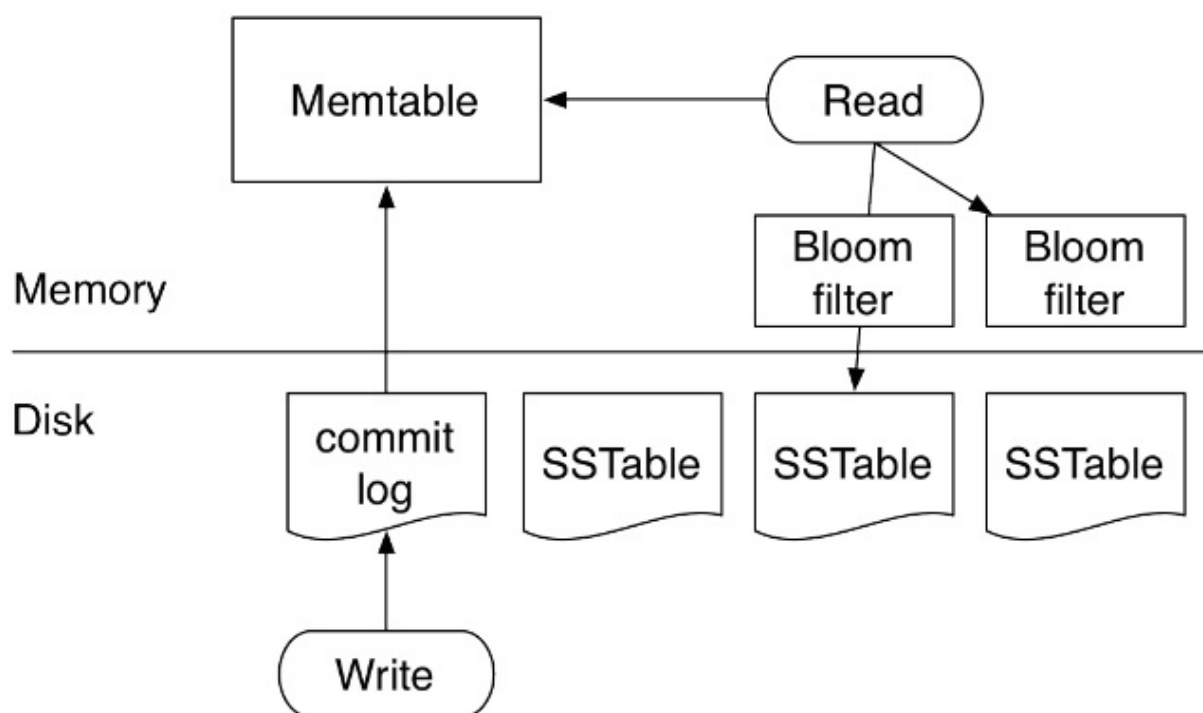 Memtable
Read
Bloom
filter
Bloom
filter
Memory
Disk
commit
log
SSTable
SSTable
SSTable
Write